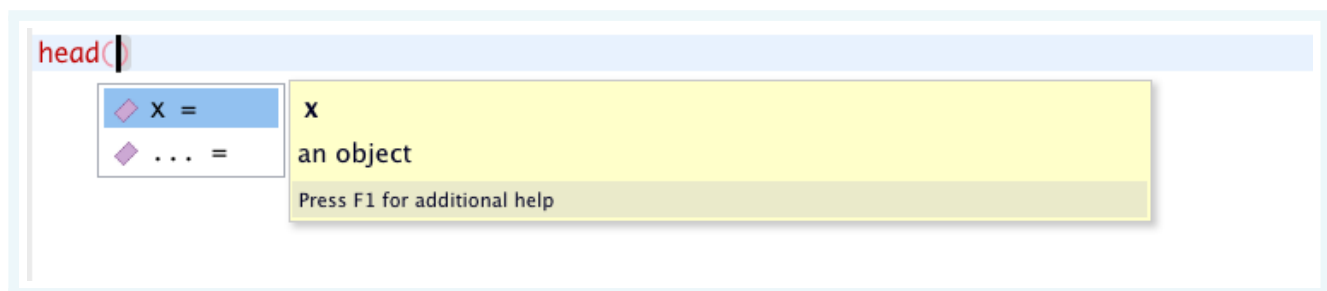 head()
x =
x
... =
an object
Press F1 for additional help